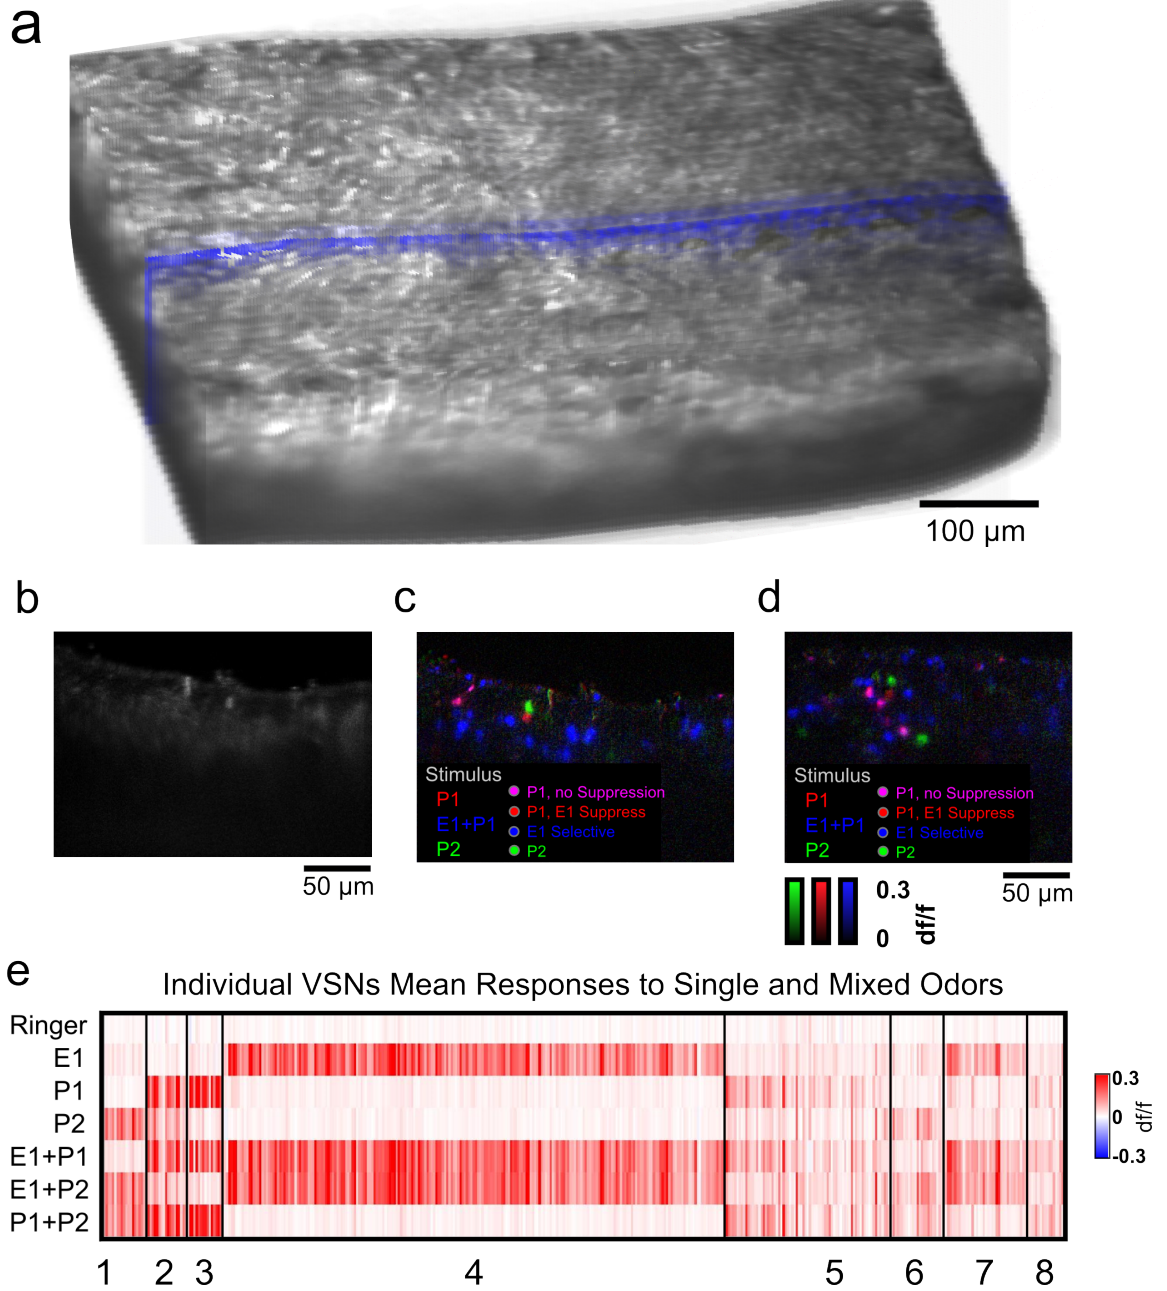 a
100 µm
b
c
d
Stimulus
P1
E1+P1
P2
P1, no Suppression
P1, E1 Suppress
E1 Selective
P2
Stimulus
P1
E1+P1
P2
P1, no Suppression
P1, E1 Suppress
E1 Selective
P2
50 µm
50 µm
0.3
0
df/f
e
Individual VSNs Mean Responses to Single and Mixed Odors
Ringer
E1
P1
P2
E1+P1
E1+P2
P1+P2
0.3
0
-0.3
df/f
1 2 3 4 5 6 7 8